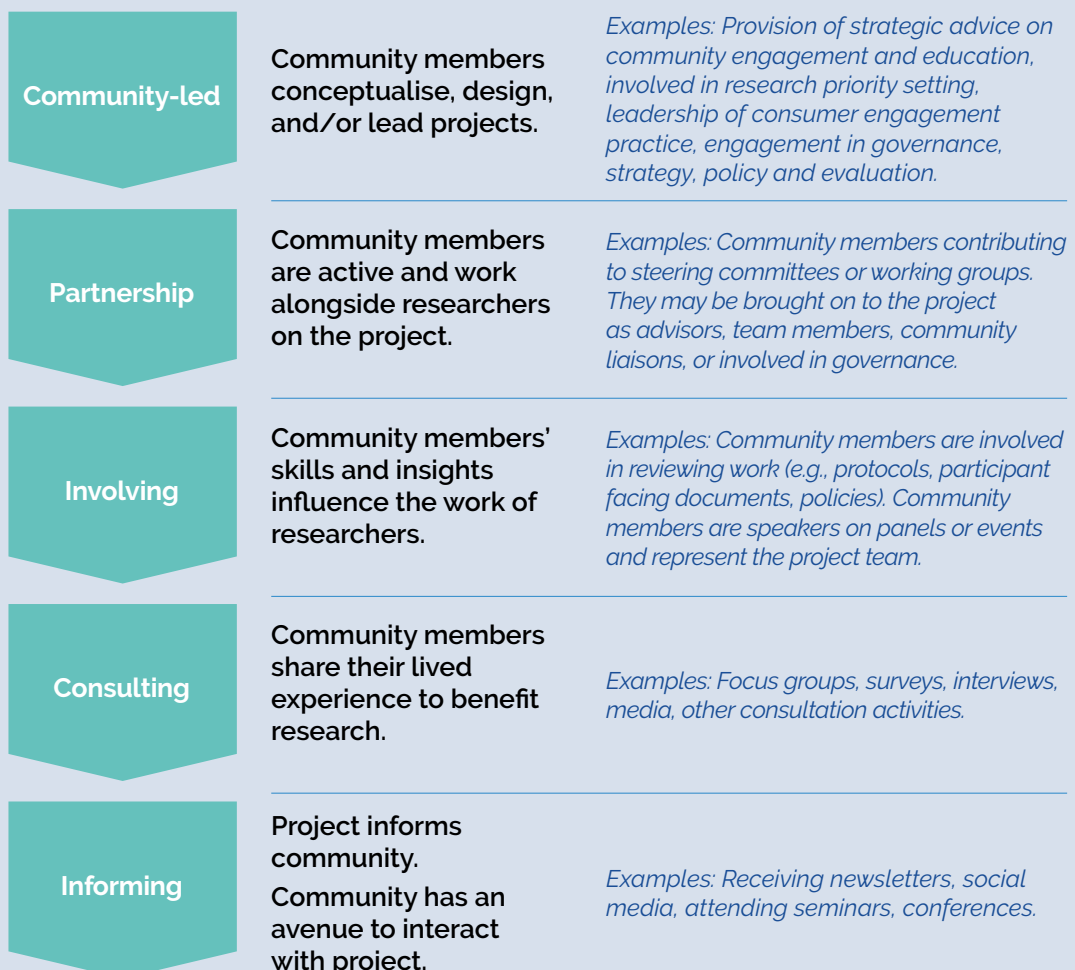 Community-led
Community members
conceptualise, design,
and/or lead projects.
Examples: Provision of strategic advice on
community engagement and education,
involved in research priority setting,
leadership of consumer engagement
practice, engagement in governance,
strategy, policy and evaluation.
Partnership
Community members
are active and work
alongside researchers
on the project.
Examples: Community members contributing
to steering committees or working groups.
They may be brought on to the project
as advisors, team members, community
liaisons, or involved in governance.
Involving
Community members’
skills and insights
influence the work of
researchers.
Examples: Community members are involved
in reviewing work (e.g., protocols, participant
facing documents, policies). Community
members are speakers on panels or events
and represent the project team.
Consulting
Community members
share their lived
experience to benefit
research.
Examples: Focus groups, surveys, interviews,
media, other consultation activities.
Informing
Project informs
community.
Community has an
avenue to interact
with project.
Examples: Receiving newsletters, social
media, attending seminars, conferences.